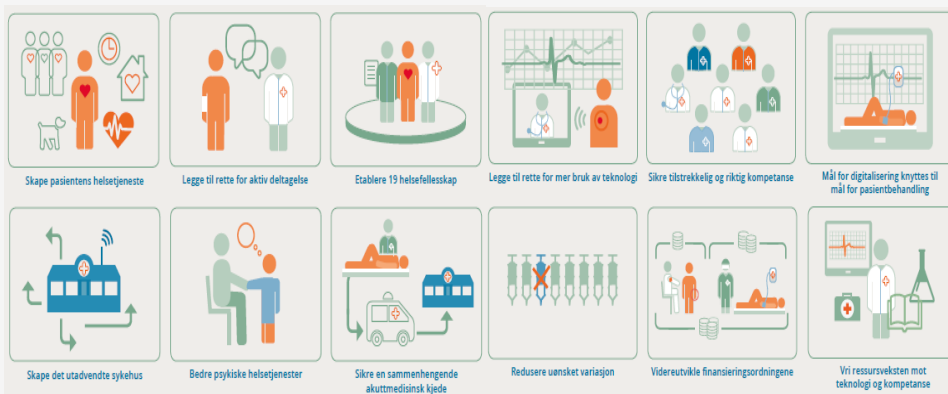 Skape pasientens helsetjeneste
Legge til rette for aktiv deltagelse
Etablere 19 helsefellesskap
Legge til rette for mer bruk av teknologi
Sikre tilstrekkelig og riktig kompetanse
Mål for digitalisering knyttes til
mål for pasientbehandling
Skape det utadvendte sykehus
Bedre psykiske helsetjenester
Sikre en sammenhengende
akuttmedisinsk kjede
Redusere uønsket variasjon
Videreutvikle finansieringsordningene
Vri ressursveksten mot
teknologi og kompetanse